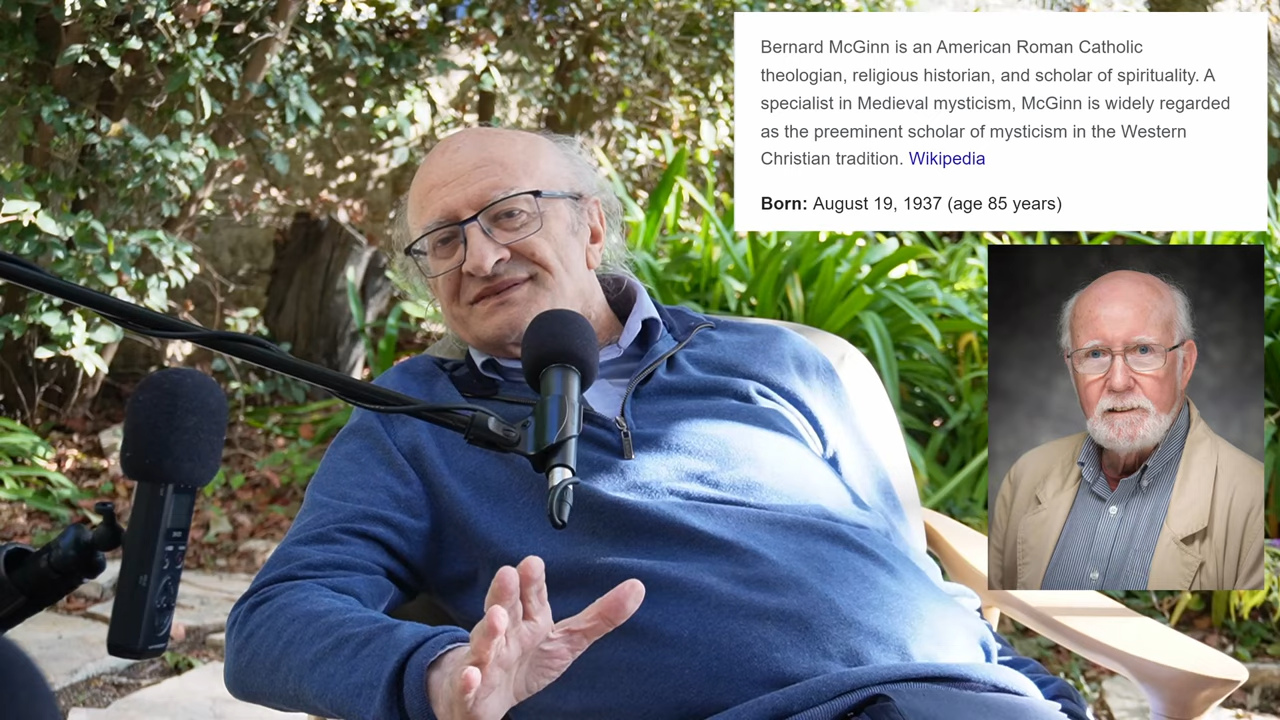 Bernard McGinn is an American Roman Catholic
theologian, religious historian, and scholar of spirituality. A
specialist in Medieval mysticism, McGinn is widely regarded
as the preeminent scholar of mysticism in the Western
Christian tradition. Wikipedia
Born: August 19, 1937 (age 85 years)